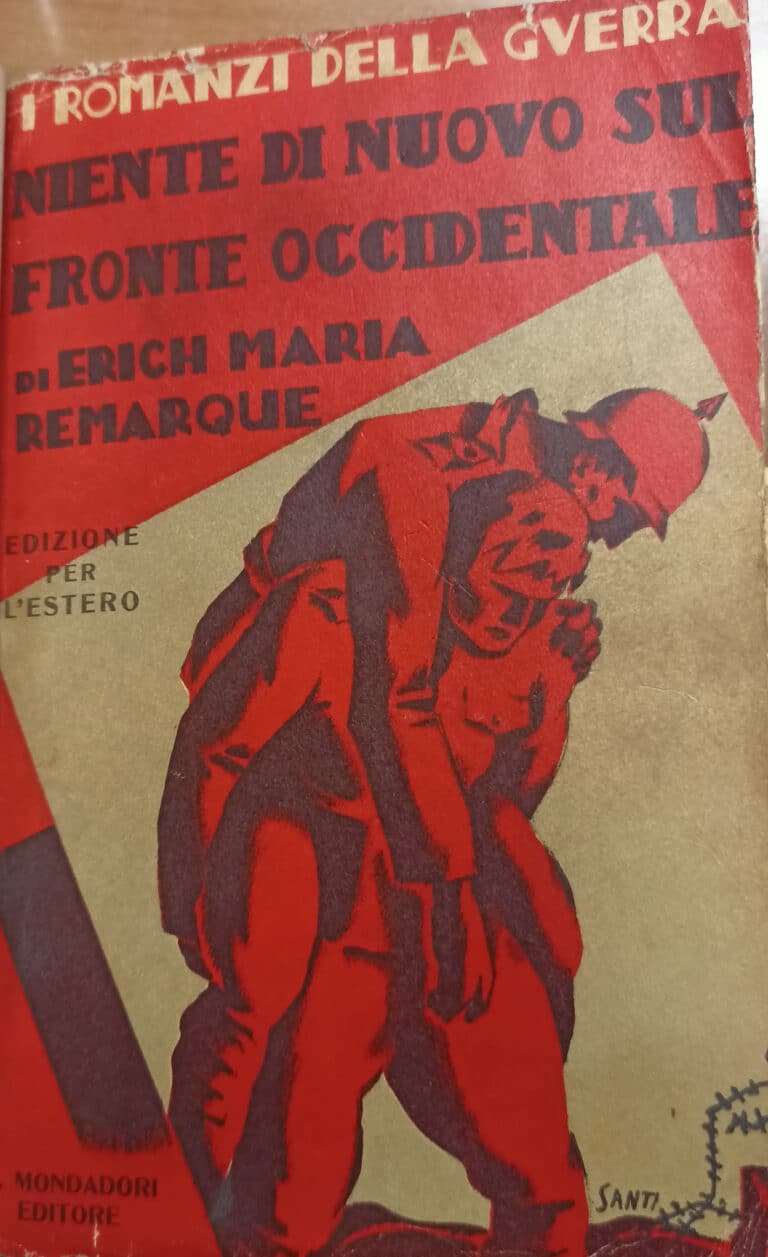 I ROMANZI DELLA GVERRA
NIENTE DI NUOVO SUL
FRONTE OCCIDENTALE
DI ERICH MARIA
REMARQUE
EDIZIONE
PER
L'ESTERO
SANTI
MONDADORI
EDITORE